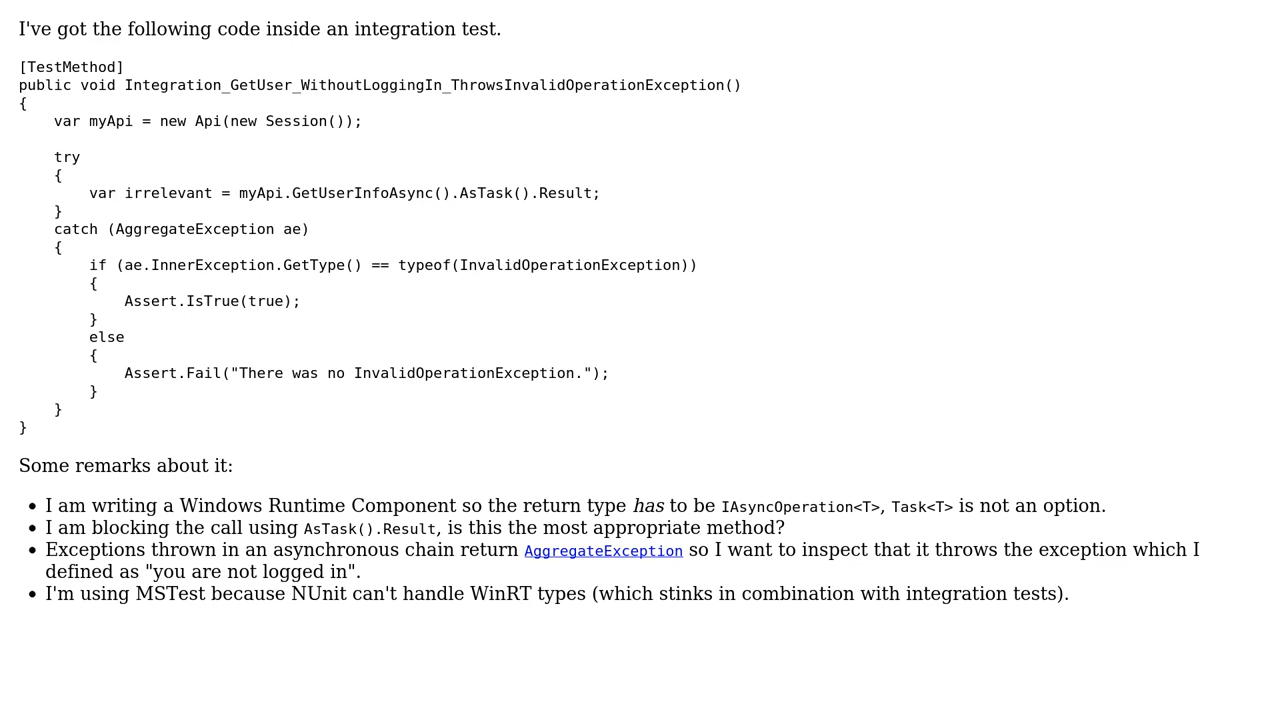 I've got the following code inside an integration test.
[TestMethod]
public void Integration_GetUser_WithoutLoggingIn_ThrowsInvalidOperationException()
{
    var myApi = new Api(new Session());

    try
    {
        var irrelevant = myApi.GetUserInfoAsync().AsTask().Result;
    }
    catch (AggregateException ae)
    {
        if (ae.InnerException.GetType() == typeof(InvalidOperationException))
        {
            Assert.IsTrue(true);
        }
        else
        {
            Assert.Fail("There was no InvalidOperationException.");
        }
    }
}
Some remarks about it:
• I am writing a Windows Runtime Component so the return type has to be IAsyncOperation<T>, Task<T> is not an option.
• I am blocking the call using AsTask().Result, is this the most appropriate method?
• Exceptions thrown in an asynchronous chain return AggregateException so I want to inspect that it throws the exception which I
defined as "you are not logged in".
• I'm using MSTest because NUnit can't handle WinRT types (which stinks in combination with integration tests).